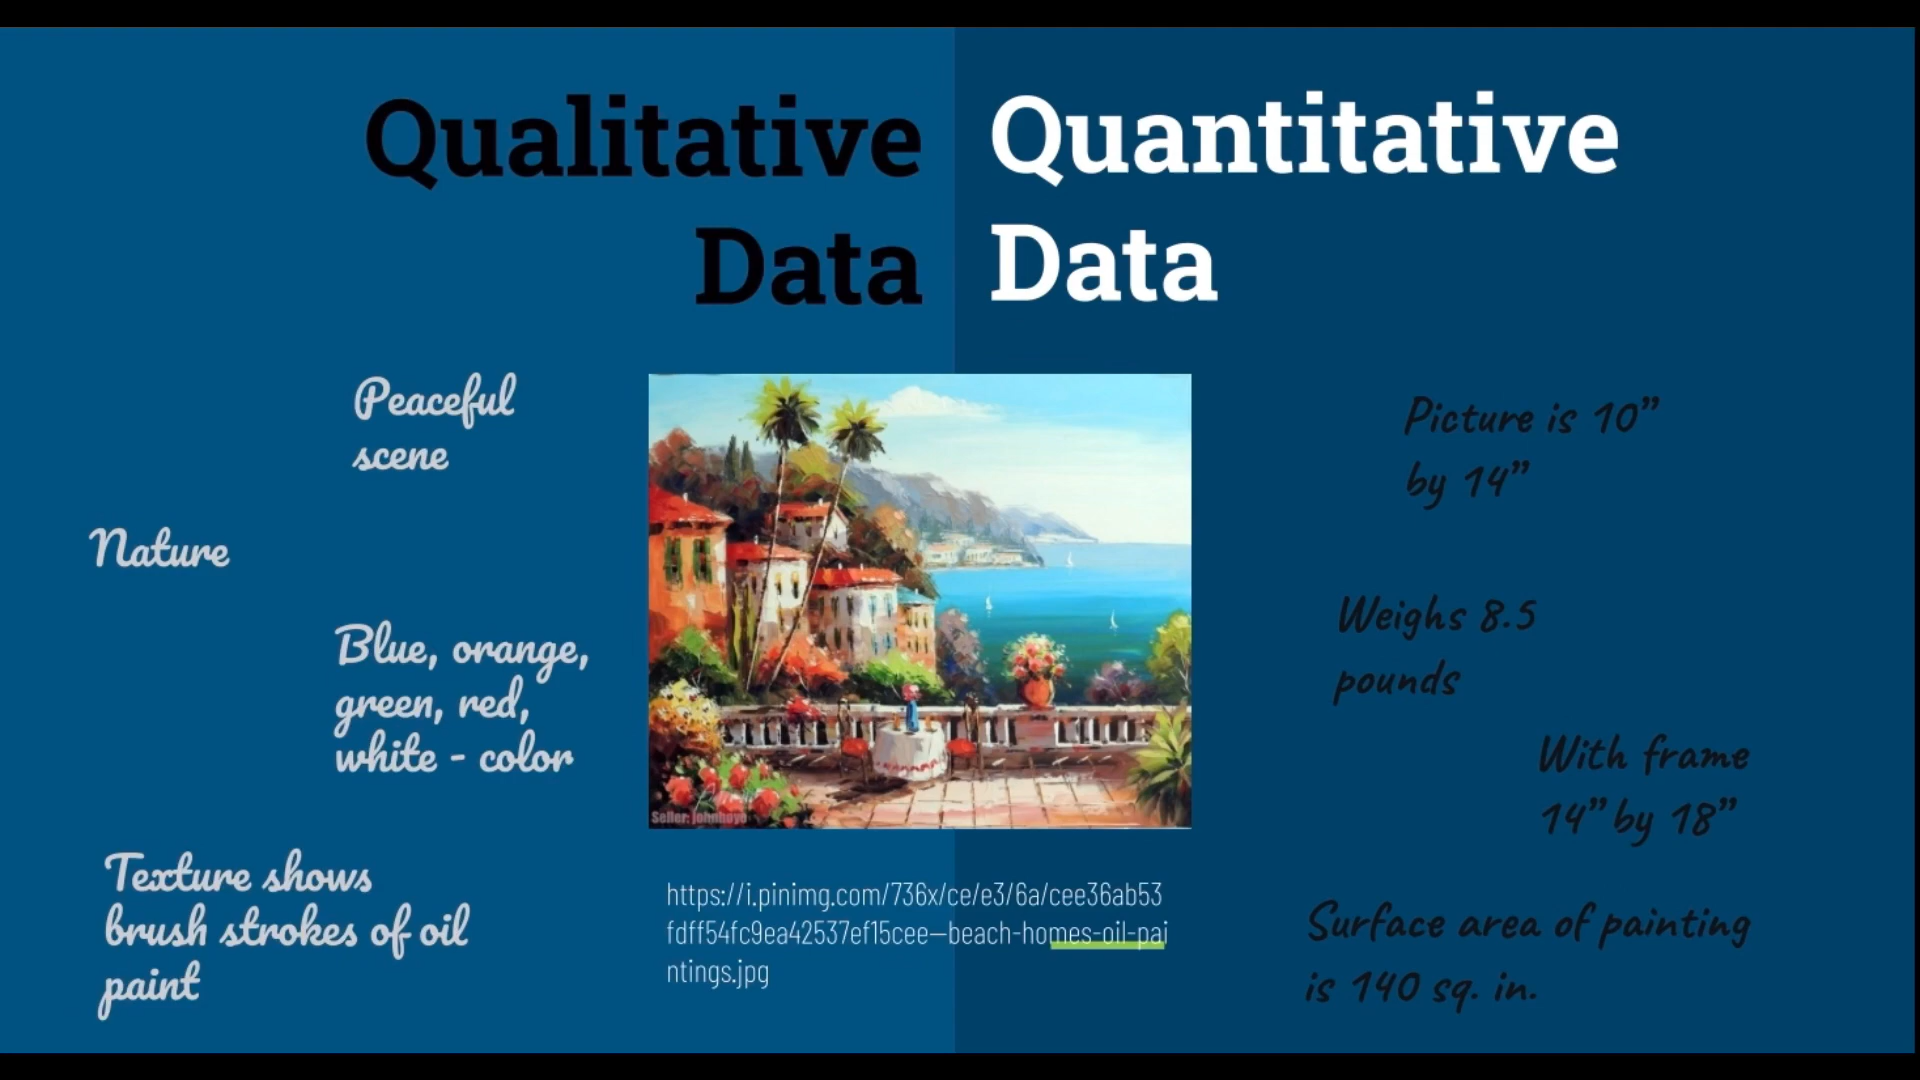 Qualitative
Data
Quantitative
Data
Peaceful
scene
Nature
Blue, orange,
green, red,
white - color
Texture shows
brush strokes of oil
paint
Seller: johnboyo
https://i.pinimg.com/736x/ce/e3/6a/cee36ab53
fdff54fc9ea42537ef15cee—beach-homes-oil-pai
ntings.jpg
Picture is 10”
by 14”
Weighs 8.5
pounds
With frame
14” by 18”
Surface area of painting
is 140 sq. in.